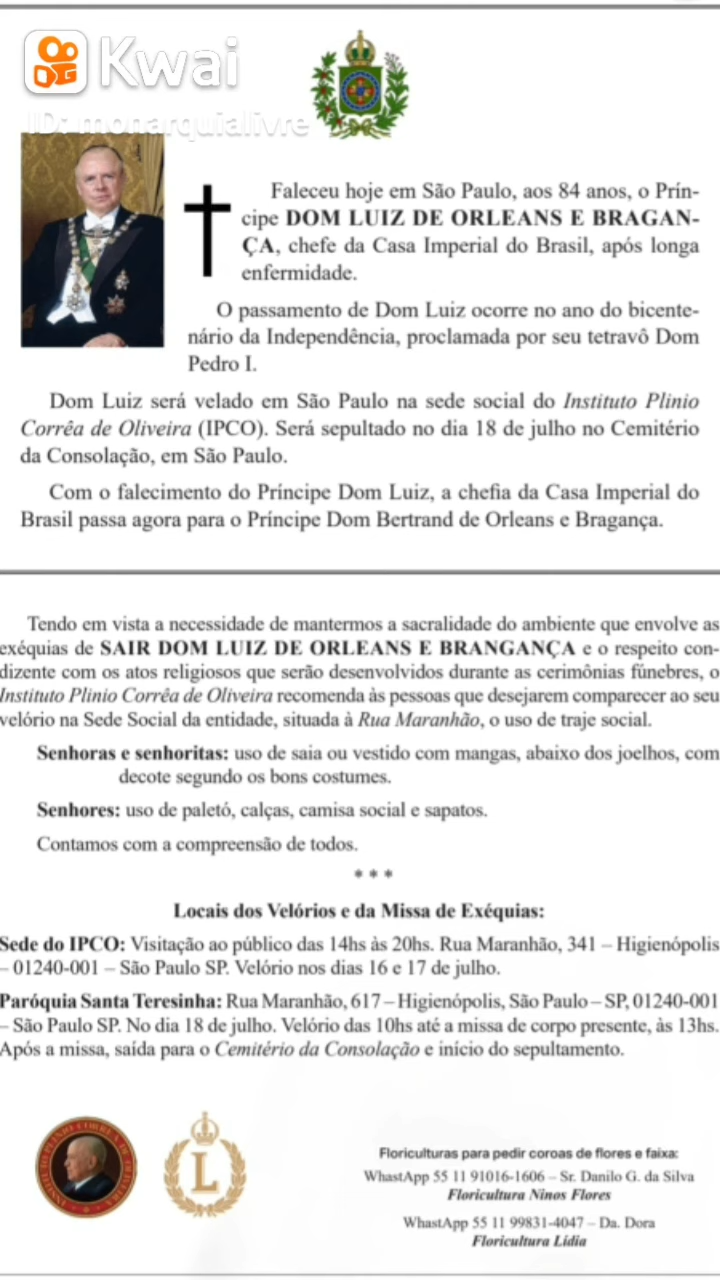 Kwai
ID: monarquialivre
Faleceu hoje em São Paulo, aos 84 anos, o Prín-
cipe DOM LUIZ DE ORLEANS E BRAGAN-
ÇA, chefe da Casa Imperial do Brasil, após longa
enfermidade.
O passamento de Dom Luiz ocorre no ano do bicente-
nário da Independência, proclamada por seu tetravô Dom
Pedro I.
Dom Luiz será velado em São Paulo na sede social do Instituto Plinio
Corrêa de Oliveira (IPCO). Será sepultado no dia 18 de julho no Cemitério
da Consolação, em São Paulo.
Com o falecimento do Príncipe Dom Luiz, a chefia da Casa Imperial do
Brasil passa agora para o Príncipe Dom Bertrand de Orleans e Bragança.
Tendo em vista a necessidade de mantermos a sacralidade do ambiente que envolve as
exéquias de SAIR DOM LUIZ DE ORLEANS E BRANGANÇA e o respeito con-
dizente com os atos religiosos que serão desenvolvidos durante as cerimônias fúnebres, o
Instituto Plinio Corrêa de Oliveira recomenda às pessoas que desejarem comparecer ao seu
velório na Sede Social da entidade, situada à Rua Maranhão, o uso de traje social.
Senhoras e senhoritas: uso de saia ou vestido com mangas, abaixo dos joelhos, com
decote segundo os bons costumes.
Senhores: uso de paletó, calças, camisa social e sapatos.
Contamos com a compreensão de todos.
* * *
Locais dos Velórios e da Missa de Exéquias:
Sede do IPCO: Visitação ao público das 14hs às 20hs. Rua Maranhão, 341 – Higienópolis
– 01240-001 – São Paulo SP. Velório nos dias 16 e 17 de julho.
Paróquia Santa Teresinha: Rua Maranhão, 617 – Higienópolis, São Paulo – SP, 01240-001
– São Paulo SP. No dia 18 de julho. Velório das 10hs até a missa de corpo presente, às 13hs.
Após a missa, saída para o Cemitério da Consolação e início do sepultamento.
INSTITUTO PLINIO CORRÊA DE OLIVEIRA
L
Floriculturas para pedir coroas de flores e faixa:
WhastApp 55 11 91016-1606 – Sr. Danilo G. da Silva
Floricultura Ninos Flores
WhastApp 55 11 99831-4047 – Da. Dora
Floricultura Lídia